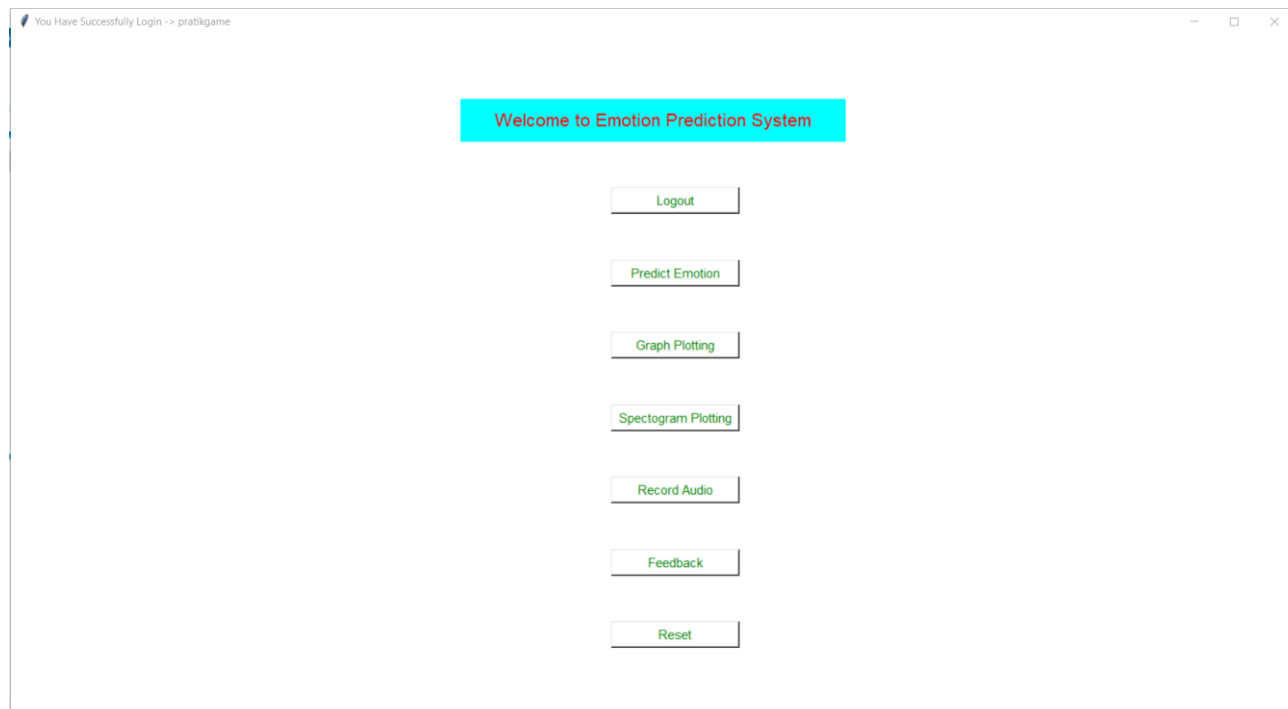 You Have Successfully Login -> pratikgame
Welcome to Emotion Prediction System
Logout
Predict Emotion
Graph Plotting
Spectogram Plotting
Record Audio
Feedback
Reset